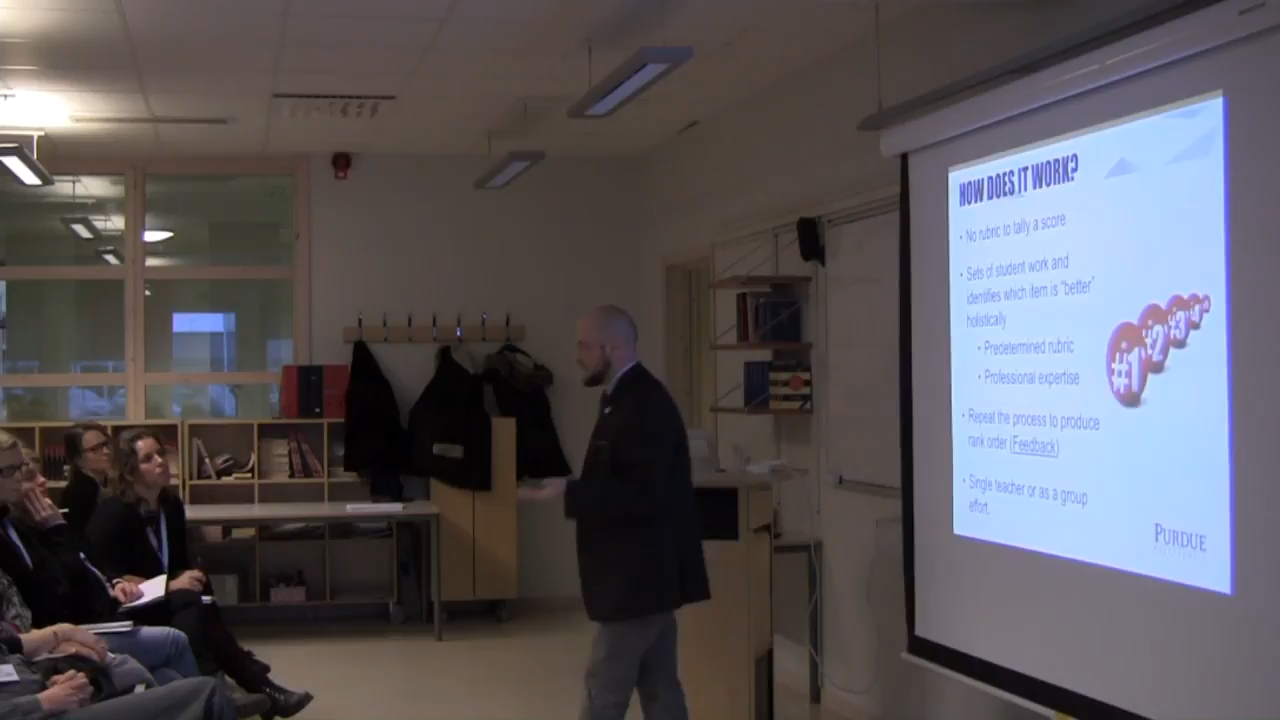 HOW DOES IT WORK?
• No rubric to tally a score
• Sets of student work and
identifies which item is “better”
holistically
• Predetermined rubric
• Professional expertise
• Repeat the process to produce
rank order (Feedback)
• Single teacher or as a group
effort.
#1 #2 #3 #4
PURDUE